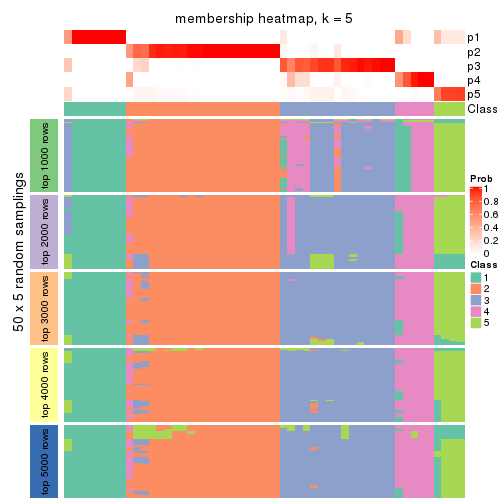 membership heatmap, k = 5
p1
p2
p3
p4
p5
Class
50 x 5 random samplings
top 1000 rows
top 2000 rows
top 3000 rows
top 4000 rows
top 5000 rows
Prob
1
0.8
0.6
0.4
0.2
0
Class
1
2
3
4
5